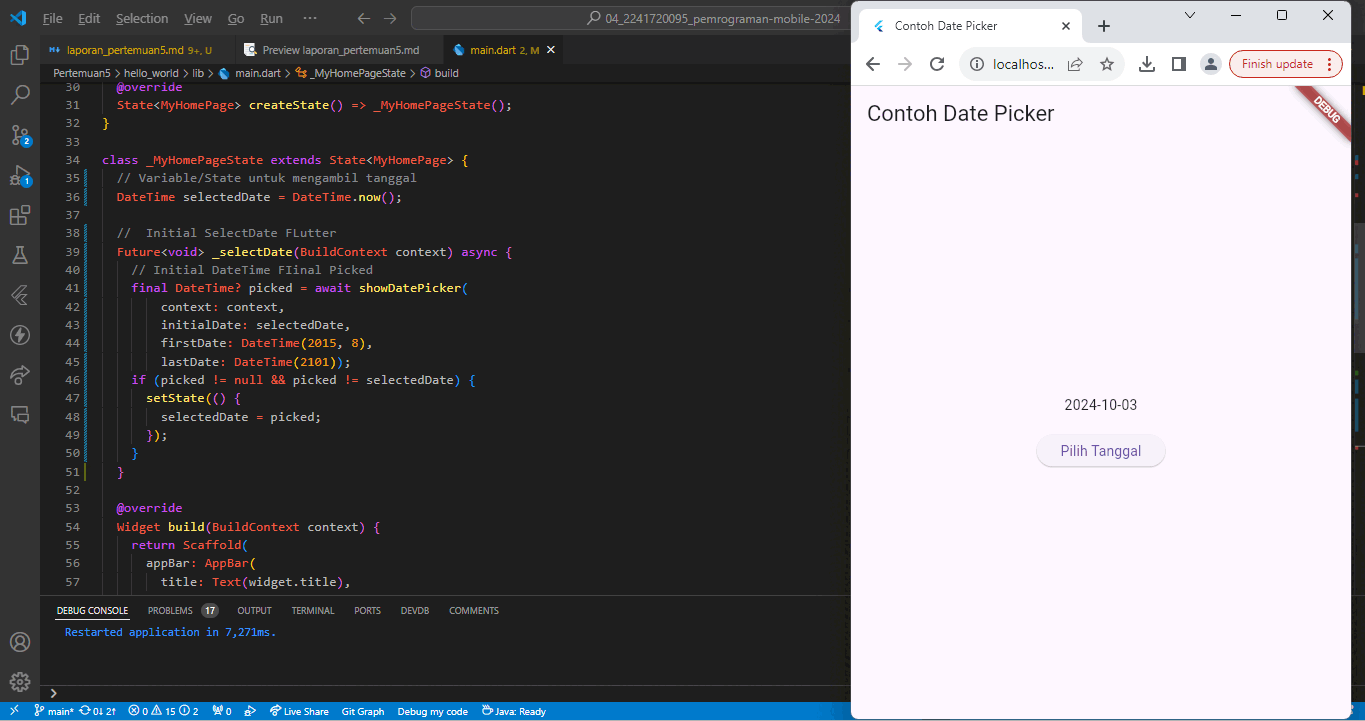 File Edit Selection View Go Run ··· 04_2241720095_pemrograman-mobile-2024
laporan_pertemuan5.md 9+, U Preview laporan_pertemuan5.md main.dart 2, M
Pertemuan5 > hello_world > lib > main.dart > _MyHomePageState > build
30 @override
31 State<MyHomePage> createState() => _MyHomePageState();
32 }
33
34 class _MyHomePageState extends State<MyHomePage> {
35 // Variable/State untuk mengambil tanggal
36 DateTime selectedDate = DateTime.now();
37
38 //  Initial SelectDate FLutter
39 Future<void> _selectDate(BuildContext context) async {
40 // Initial DateTime FIinal Picked
41 final DateTime? picked = await showDatePicker(
42 context: context,
43 initialDate: selectedDate,
44 firstDate: DateTime(2015, 8),
45 lastDate: DateTime(2101));
46 if (picked != null && picked != selectedDate) {
47 setState(() {
48 selectedDate = picked;
49 });
50 }
51 }
52
53 @override
54 Widget build(BuildContext context) {
55 return Scaffold(
56 appBar: AppBar(
57 title: Text(widget.title),
2
1
DEBUG CONSOLE PROBLEMS 17 OUTPUT TERMINAL PORTS DEVDB COMMENTS
Restarted application in 7,271ms.
>
main* 0↓ 2↑ 0 15 2 0 Live Share Git Graph Debug my code Java: Ready
Contoh Date Picker
localhos... Finish update
Contoh Date Picker
DEBUG
2024-10-03
Pilih Tanggal